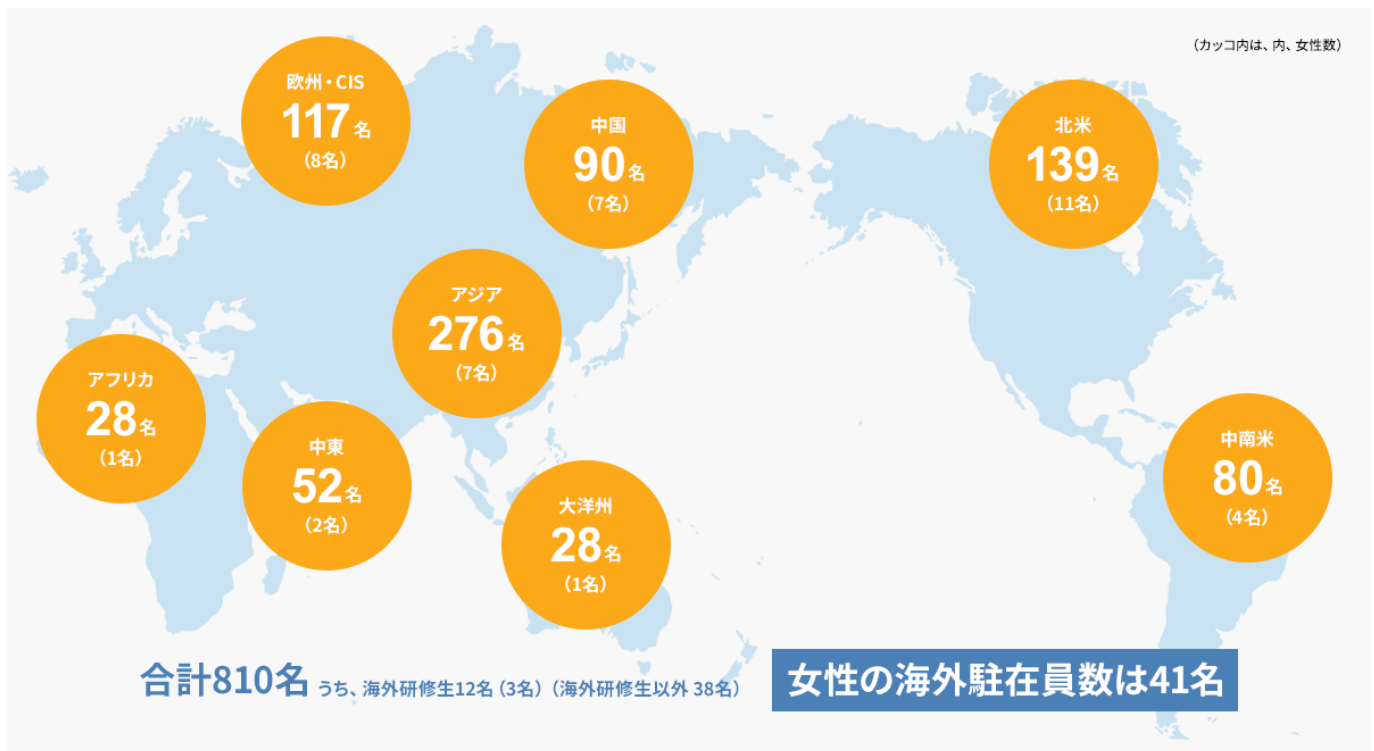 (カッコ内は、内、女性数)
欧州・CIS
117名
(8名)
中国
90名
(7名)
北米
139名
(11名)
アジア
276名
(7名)
アフリカ
28名
(1名)
中東
52名
(2名)
大洋州
28名
(1名)
中南米
80名
(4名)
合計810名 うち、海外研修生12名(3名)(海外研修生以外 38名)
女性の海外駐在員数は41名